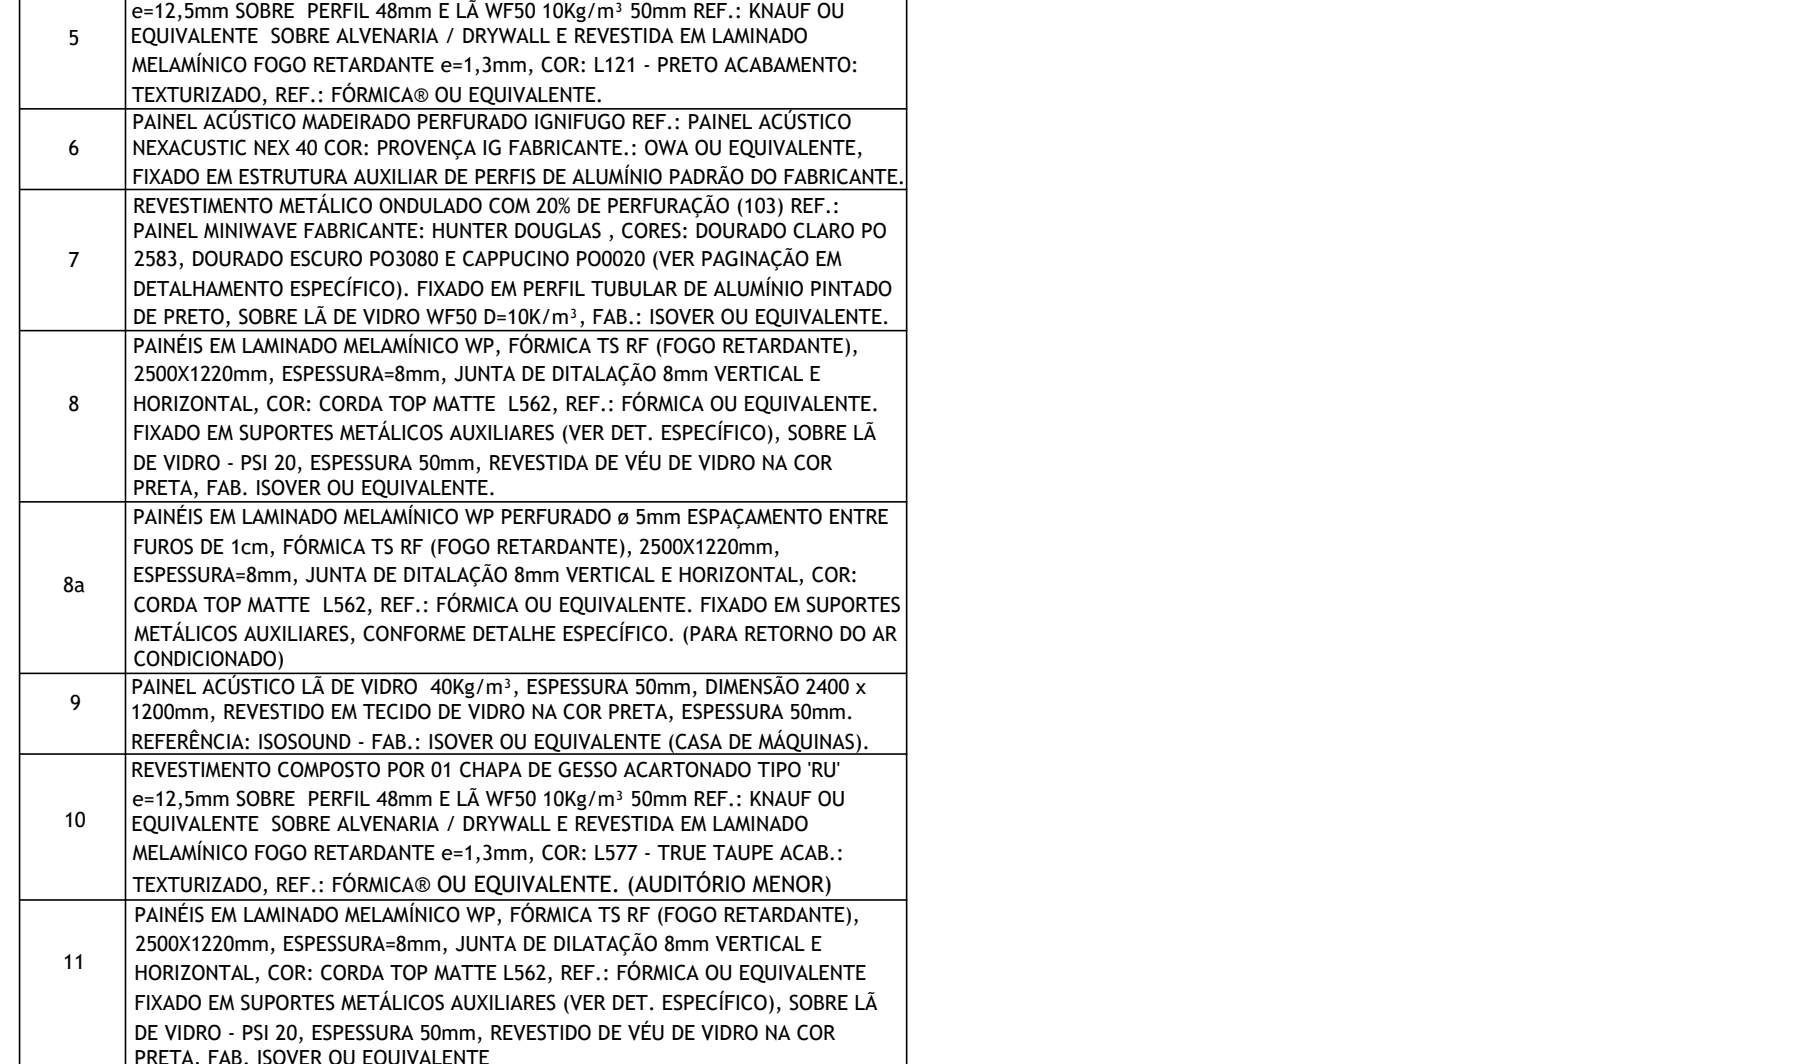 e=12,5mm SOBRE  PERFIL 48mm E LÃ WF50 10Kg/m³ 50mm REF.: KNAUF OU
5
EQUIVALENTE  SOBRE ALVENARIA / DRYWALL E REVESTIDA EM LAMINADO
MELAMÍNICO FOGO RETARDANTE e=1,3mm, COR: L121 - PRETO ACABAMENTO:
TEXTURIZADO, REF.: FÓRMICA® OU EQUIVALENTE.
PAINEL ACÚSTICO MADEIRADO PERFURADO IGNIFUGO REF.: PAINEL ACÚSTICO
6
NEXACUSTIC NEX 40 COR: PROVENÇA IG FABRICANTE.: OWA OU EQUIVALENTE,
FIXADO EM ESTRUTURA AUXILIAR DE PERFIS DE ALUMÍNIO PADRÃO DO FABRICANTE.
REVESTIMENTO METÁLICO ONDULADO COM 20% DE PERFURAÇÃO (103) REF.:
PAINEL MINIWAVE FABRICANTE: HUNTER DOUGLAS , CORES: DOURADO CLARO PO
7
2583, DOURADO ESCURO PO3080 E CAPPUCINO PO0020 (VER PAGINAÇÃO EM
DETALHAMENTO ESPECÍFICO). FIXADO EM PERFIL TUBULAR DE ALUMÍNIO PINTADO
DE PRETO, SOBRE LÃ DE VIDRO WF50 D=10K/m³, FAB.: ISOVER OU EQUIVALENTE.
PAINÉIS EM LAMINADO MELAMÍNICO WP, FÓRMICA TS RF (FOGO RETARDANTE),
2500X1220mm, ESPESSURA=8mm, JUNTA DE DITALAÇÃO 8mm VERTICAL E
8
HORIZONTAL, COR: CORDA TOP MATTE  L562, REF.: FÓRMICA OU EQUIVALENTE.
FIXADO EM SUPORTES METÁLICOS AUXILIARES (VER DET. ESPECÍFICO), SOBRE LÃ
DE VIDRO - PSI 20, ESPESSURA 50mm, REVESTIDA DE VÉU DE VIDRO NA COR
PRETA, FAB. ISOVER OU EQUIVALENTE.
PAINÉIS EM LAMINADO MELAMÍNICO WP PERFURADO ø 5mm ESPAÇAMENTO ENTRE
FUROS DE 1cm, FÓRMICA TS RF (FOGO RETARDANTE), 2500X1220mm,
8a
ESPESSURA=8mm, JUNTA DE DITALAÇÃO 8mm VERTICAL E HORIZONTAL, COR:
CORDA TOP MATTE  L562, REF.: FÓRMICA OU EQUIVALENTE. FIXADO EM SUPORTES
METÁLICOS AUXILIARES, CONFORME DETALHE ESPECÍFICO. (PARA RETORNO DO AR
CONDICIONADO)
PAINEL ACÚSTICO LÃ DE VIDRO  40Kg/m³, ESPESSURA 50mm, DIMENSÃO 2400 x
9
1200mm, REVESTIDO EM TECIDO DE VIDRO NA COR PRETA, ESPESSURA 50mm.
REFERÊNCIA: ISOSOUND - FAB.: ISOVER OU EQUIVALENTE (CASA DE MÁQUINAS).
REVESTIMENTO COMPOSTO POR 01 CHAPA DE GESSO ACARTONADO TIPO 'RU'
e=12,5mm SOBRE  PERFIL 48mm E LÃ WF50 10Kg/m³ 50mm REF.: KNAUF OU
10
EQUIVALENTE  SOBRE ALVENARIA / DRYWALL E REVESTIDA EM LAMINADO
MELAMÍNICO FOGO RETARDANTE e=1,3mm, COR: L577 - TRUE TAUPE ACAB.:
TEXTURIZADO, REF.: FÓRMICA® OU EQUIVALENTE. (AUDITÓRIO MENOR)
PAINÉIS EM LAMINADO MELAMÍNICO WP, FÓRMICA TS RF (FOGO RETARDANTE),
2500X1220mm, ESPESSURA=8mm, JUNTA DE DILATAÇÃO 8mm VERTICAL E
11
HORIZONTAL, COR: CORDA TOP MATTE L562, REF.: FÓRMICA OU EQUIVALENTE
FIXADO EM SUPORTES METÁLICOS AUXILIARES (VER DET. ESPECÍFICO), SOBRE LÃ
DE VIDRO - PSI 20, ESPESSURA 50mm, REVESTIDO DE VÉU DE VIDRO NA COR
PRETA, FAB. ISOVER OU EQUIVALENTE